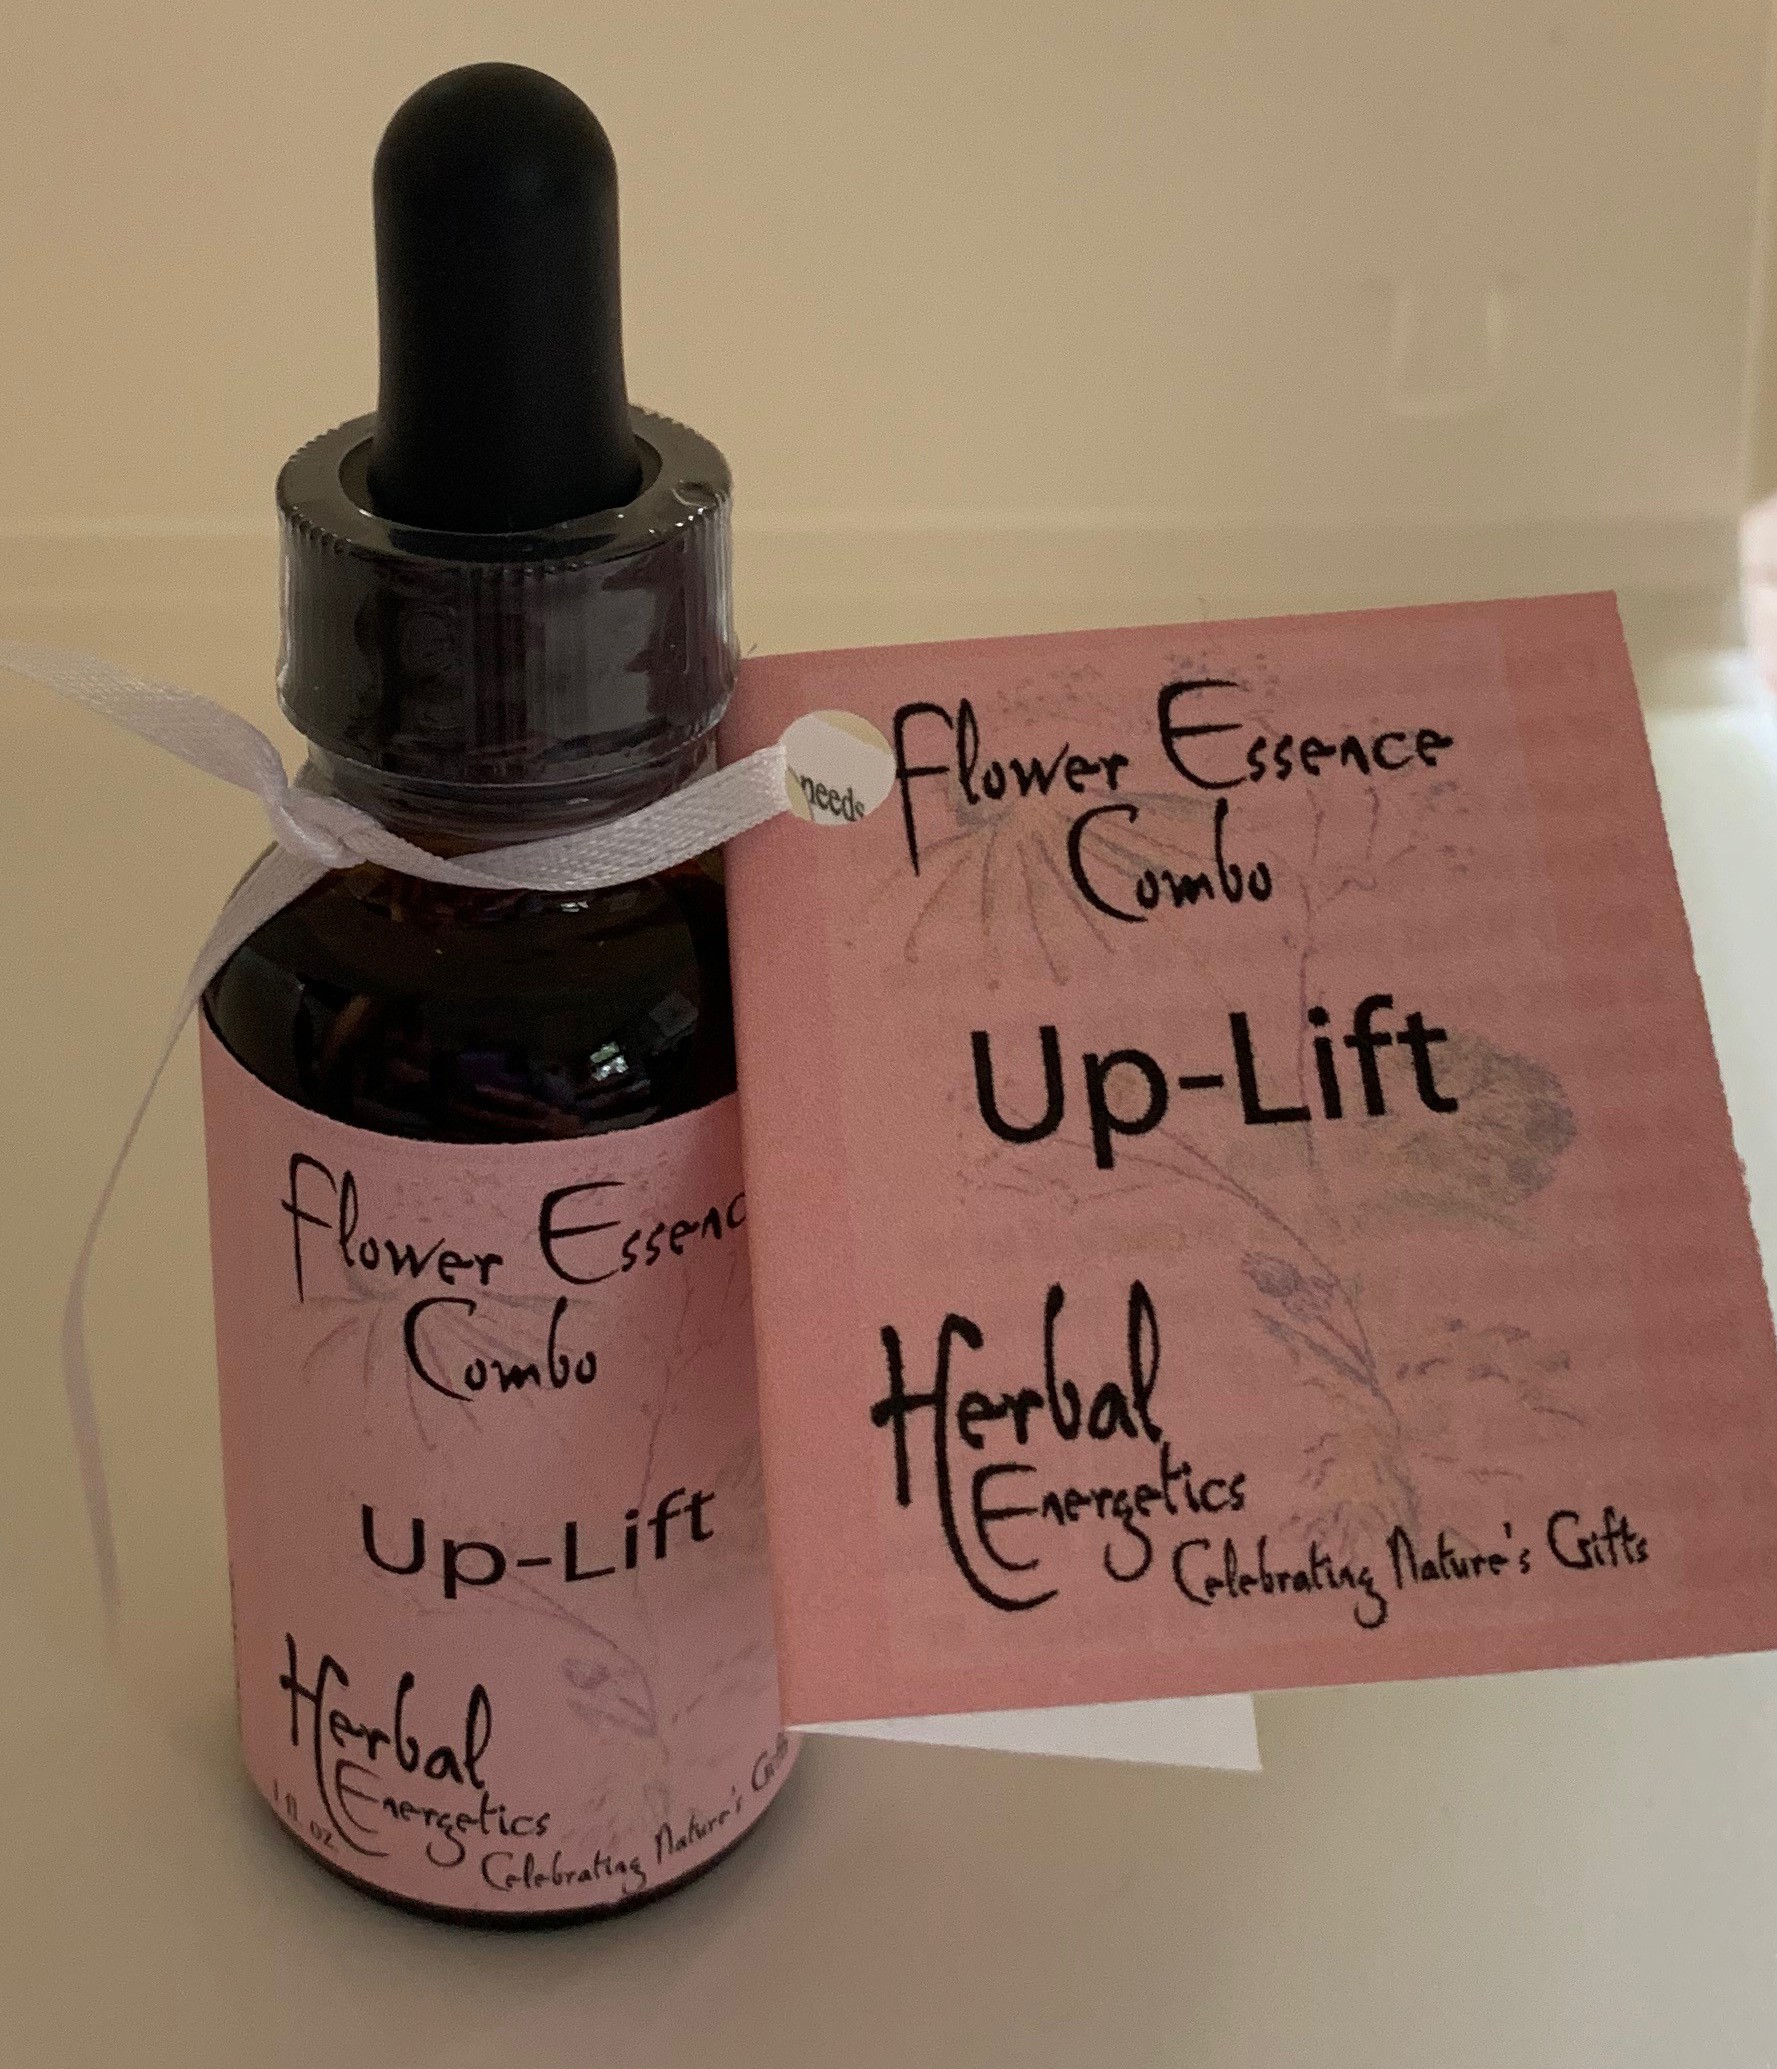 needs
Flower Essence
Combo
Up-Lift
Herbal
Energetics
Celebrating Nature's Gifts
Flower Essenc
Combo
Up-Lift
Herbal
Energetics
1 fl. oz
Celebrating Nature's Gifts